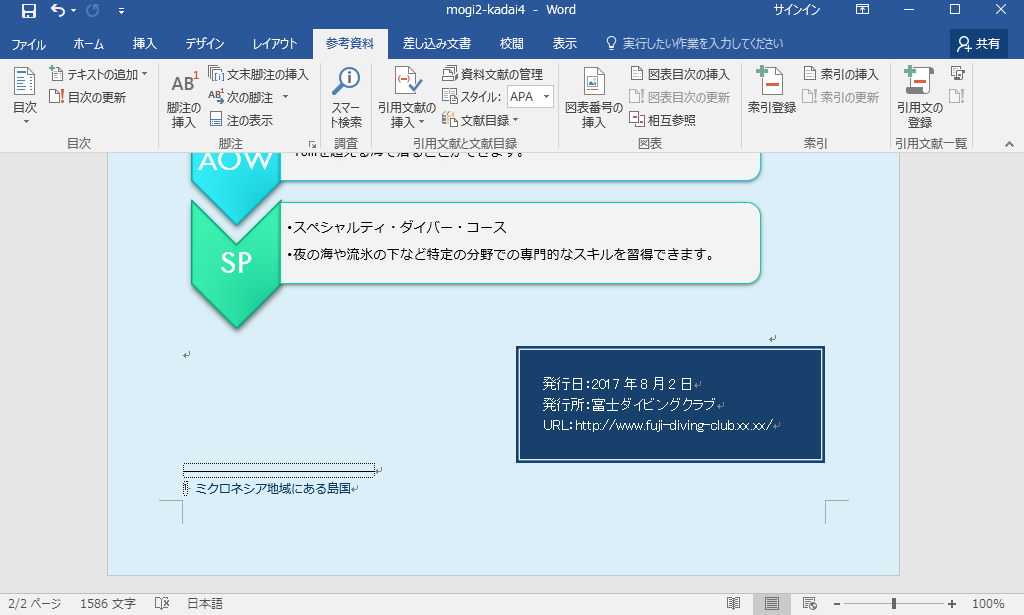 mogi2-kadai4 - Word
サインイン
ファイル ホーム 挿入 デザイン レイアウト 参考資料 差し込み文書 校閲 表示 実行したい作業を入力してください 共有
目次
テキストの追加
目次の更新
目次
AB1
脚注の
挿入
文末脚注の挿入
次の脚注
注の表示
脚注
スマー
ト検索
調査
引用文献の
挿入
資料文献の管理
スタイル: APA
文献目録
引用文献と文献目録
図表番号の
挿入
図表目次の挿入
図表目次の更新
相互参照
図表
索引登録
索引の挿入
索引の更新
索引
引用文の
登録
引用文献一覧
AOW
SP
•スペシャルティ・ダイバー・コース
•夜の海や流氷の下など特定の分野での専門的なスキルを習得できます。
発行日:2017 年 8 月 2 日
発行所:富士ダイビングクラブ
URL:http://www.fuji-diving-club.xx.xx/
ミクロネシア地域にある島国
2/2 ページ 1586 文字 日本語 100%